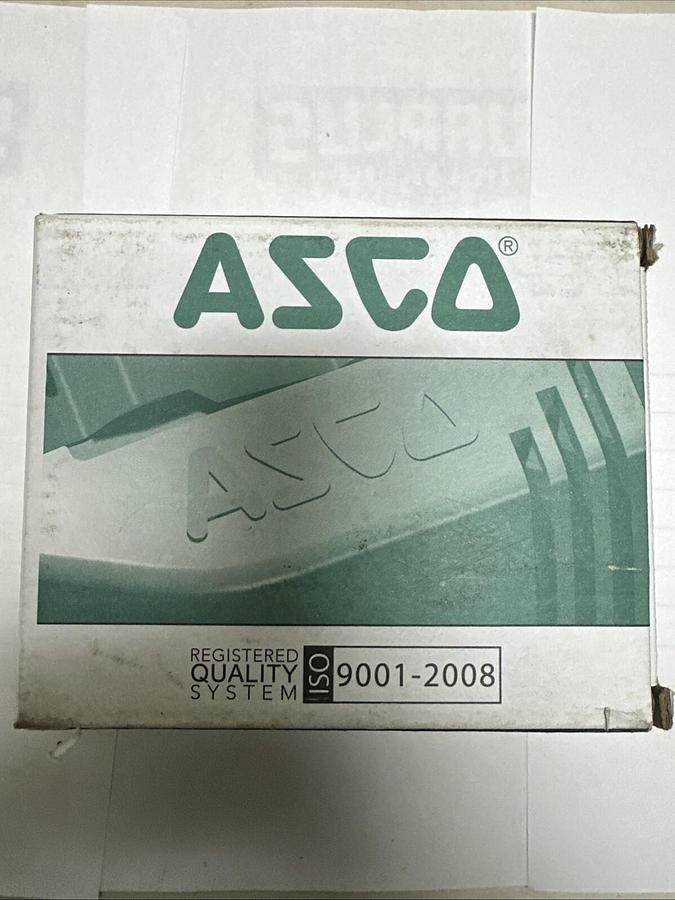 ASCO®
ASCO
REGISTERED
QUALITY
SYSTEM
ISO 9001-2008